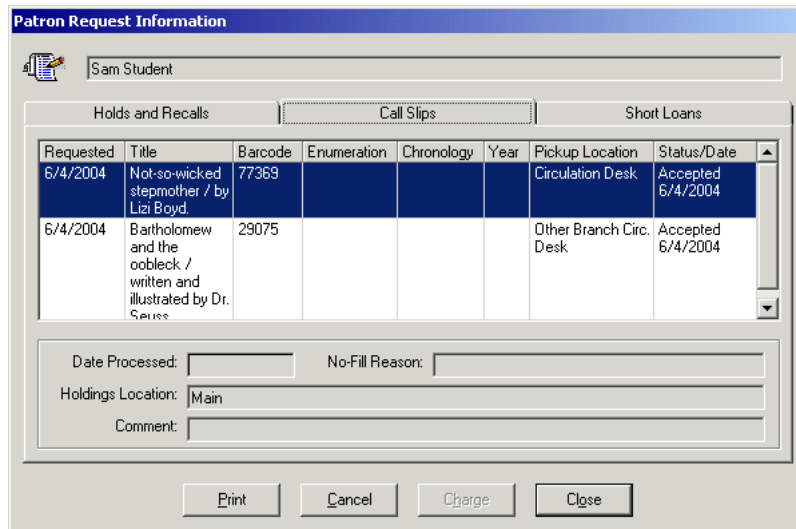 Patron Request Information
Sam Student
Holds and Recalls Call Slips Short Loans
Requested Title Barcode Enumeration Chronology Year Pickup Location Status/Date
6/4/2004 Not-so-wicked 77369 Circulation Desk Accepted
stepmother / by 6/4/2004
Lizi Boyd.
6/4/2004 Bartholomew 29075 Other Branch Circ. Accepted
and the Desk 6/4/2004
oobleck /
written and
illustrated by Dr.
Seuss
Date Processed: No-Fill Reason:
Holdings Location: Main
Comment:
Print Cancel Charge Close